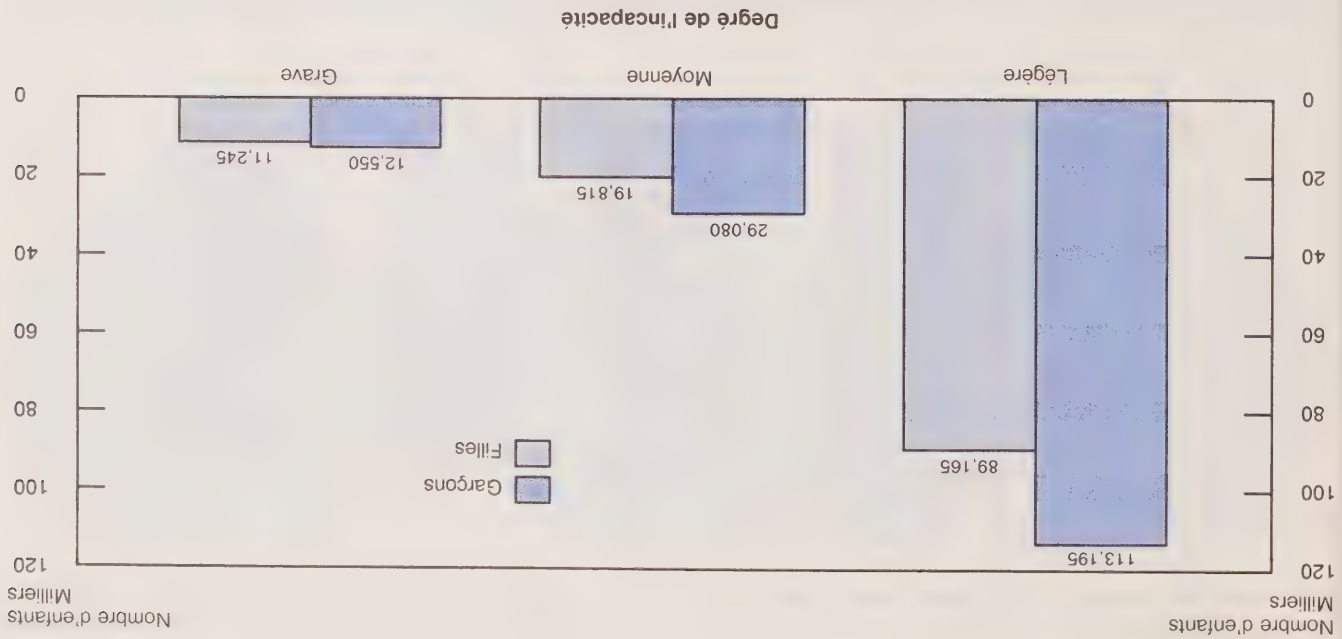 Nombre d'enfants
Milliers
Nombre d'enfants
Milliers
120
120
113,195
100
100
Garçons
Filles
89,165
80
80
60
60
40
40
29,080
19,815
20
20
12,550
11,245
0
0
Légère
Moyenne
Grave
Degré de l'incapacité